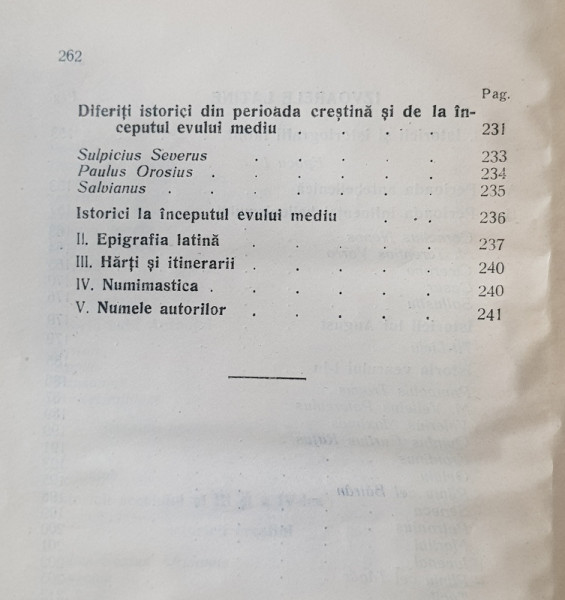 262
Pag.
Diferiți istorici din perioada creștină și de la în-
ceputul evului mediu . . . . 231
Sulpicius Severus . . . . . 233
Paulus Orosius . . . . . . 234
Salvianus . . . . . . . 235
Istorici la începutul evului mediu . . . 236
II. Epigrafia latină . . . . . 237
III. Hărți și itinerarii . . . . . 240
IV. Numimastica . . . . . . 240
V. Numele autorilor . . . . . 241